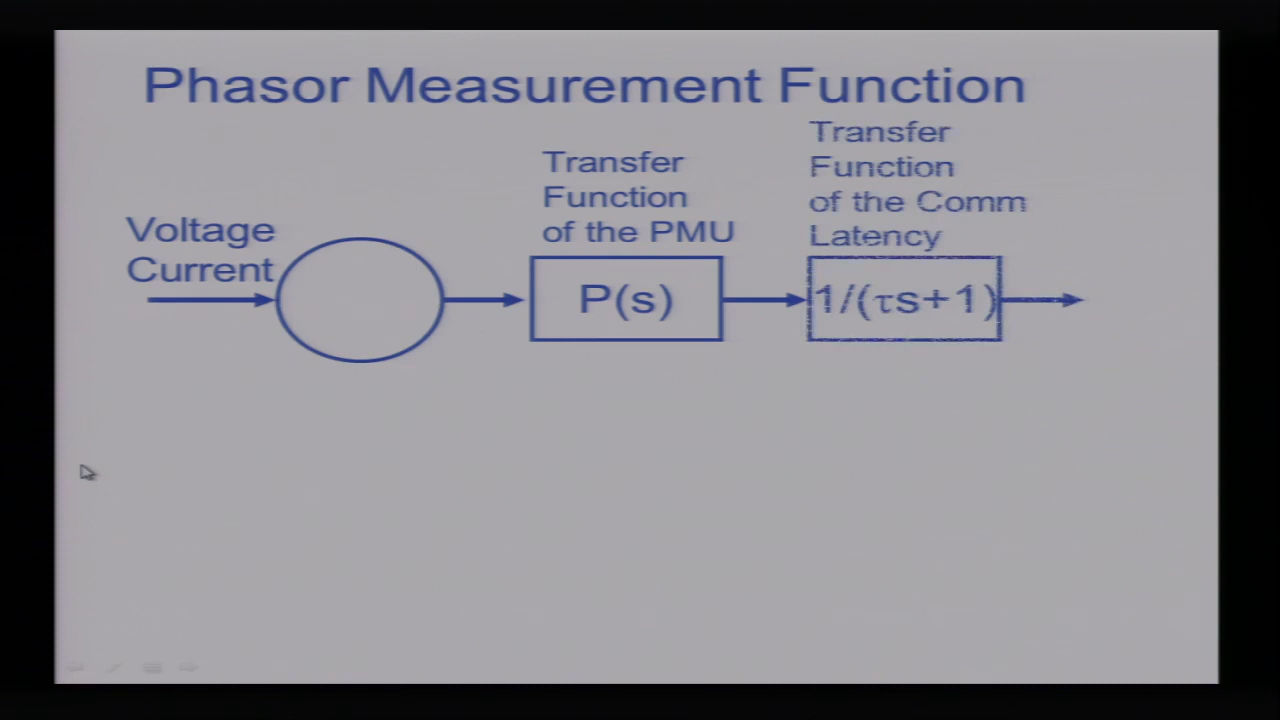 Phasor Measurement Function
Transfer
Function
of the Comm
Latency
Transfer
Function
of the PMU
Voltage
Current
P(s)
1/(τs+1)